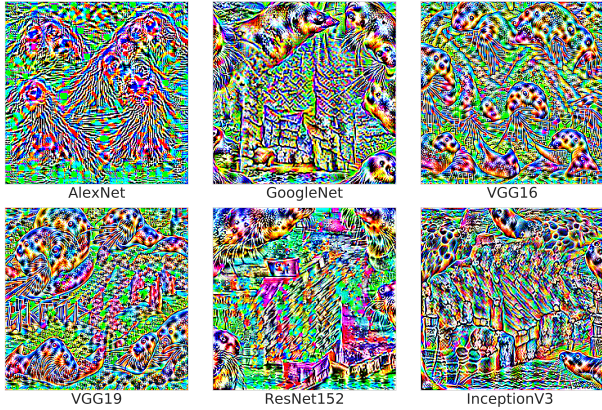 AlexNet
GoogleNet
VGG16
VGG19
ResNet152
InceptionV3